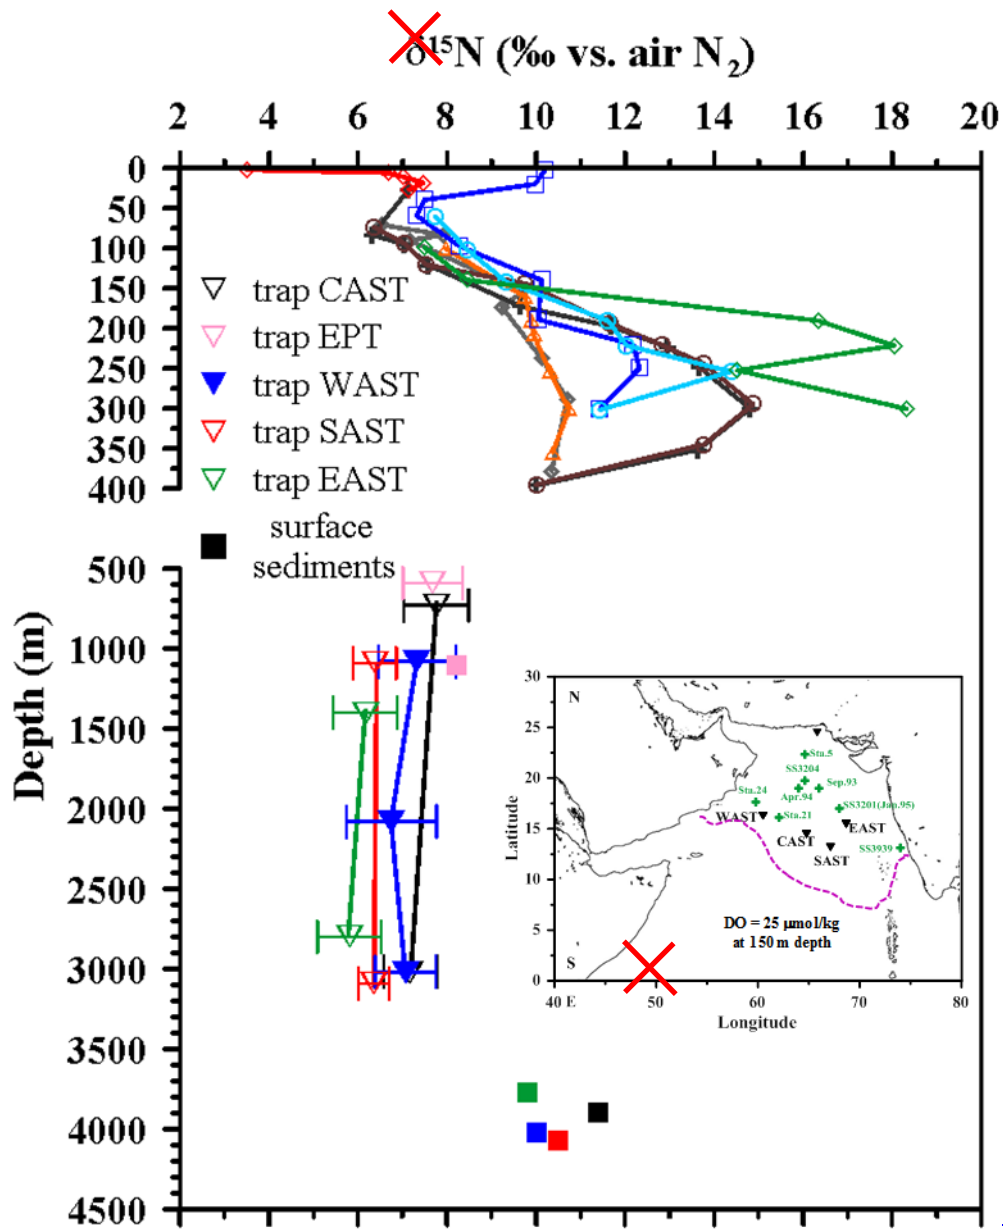 δ¹⁵N (‰ vs. air N₂)
2 4 6 8 10 12 14 16 18 20
0
50
100
150
200
250
300
350
400
trap CAST
trap EPT
trap WAST
trap SAST
trap EAST
surface
sediments
500
1000
1500
2000
2500
3000
3500
4000
4500
Depth (m)
30
25
20
15
10
5
0
Latitude
N
Sta.5
SS3204
Sep.93
Apr.94
Sta.24
SS3201(Jan.95)
WAST
Sta.21
EAST
CAST
SS3939
SAST
DO = 25 μmol/kg
at 150 m depth
S
40 E 50 60 70 80
Longitude